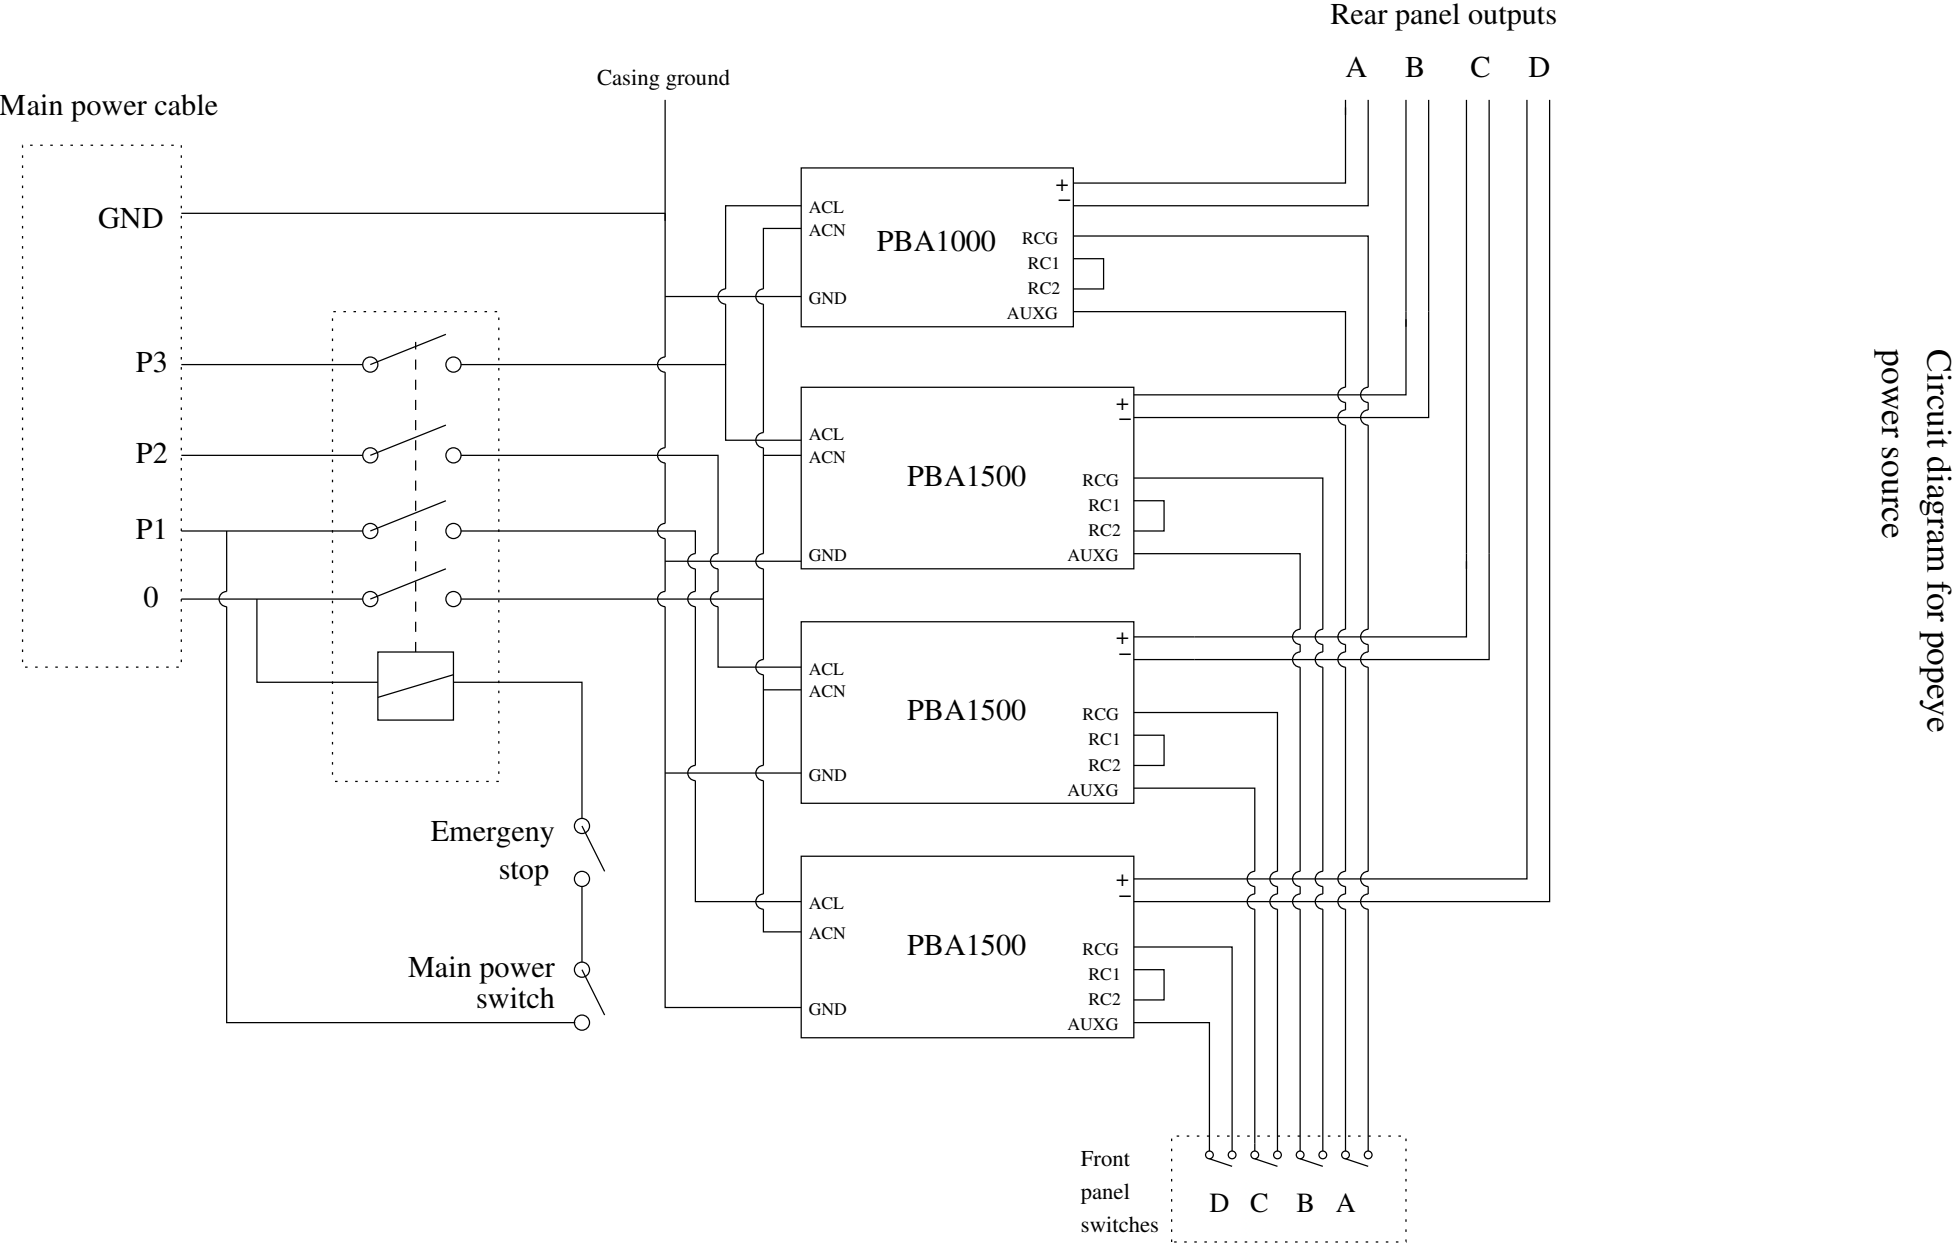 Rear panel outputs
A B C D
Casing ground
Main power cable
GND
P3
P2
P1
0
Emergeny
stop
Main power
switch
ACL
ACN
GND
PBA1000
+
−
RCG
RC1
RC2
AUXG
ACL
ACN
GND
PBA1500
+
−
RCG
RC1
RC2
AUXG
ACL
ACN
GND
PBA1500
+
−
RCG
RC1
RC2
AUXG
ACL
ACN
GND
PBA1500
+
−
RCG
RC1
RC2
AUXG
Front
panel
switches
D C B A
Circuit diagram for popeye
power source